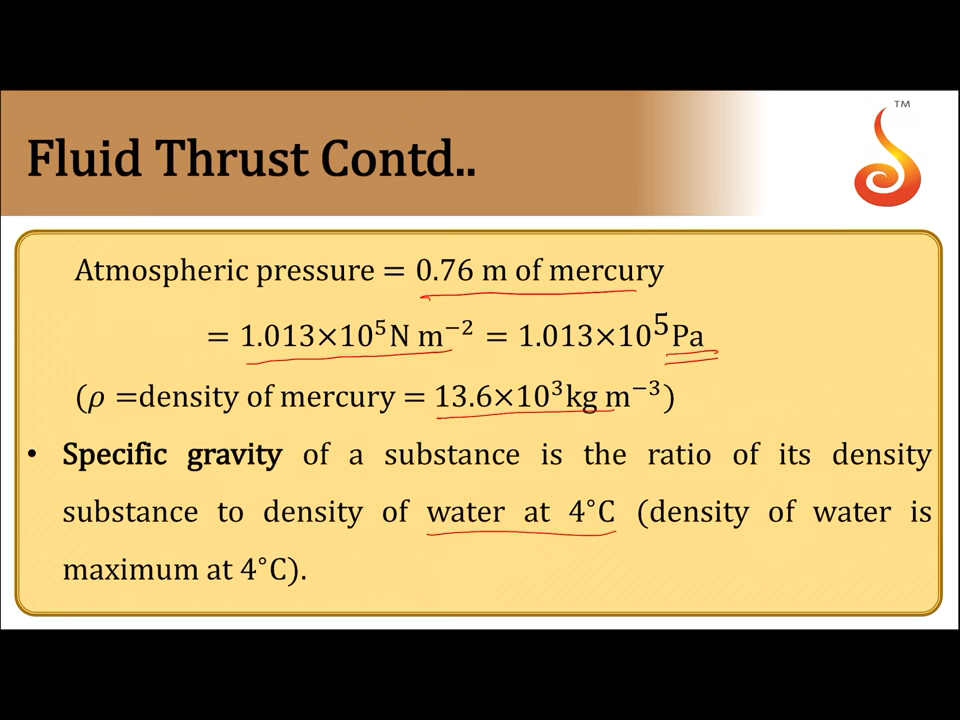 TM
Fluid Thrust Contd..
Atmospheric pressure = 0.76 m of mercury
= 1.013×10⁵N m⁻² = 1.013×10⁵Pa
(ρ =density of mercury = 13.6×10³kg m⁻³)
• Specific gravity of a substance is the ratio of its density
substance to density of water at 4°C (density of water is
maximum at 4°C).